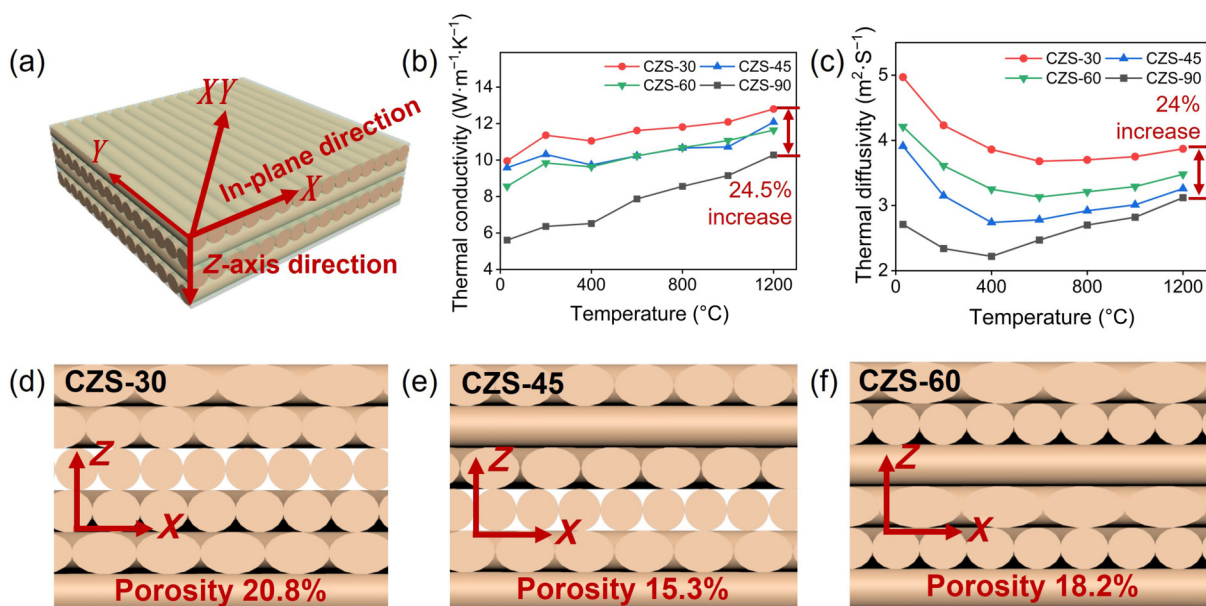 (a)
XY
Y
In-plane direction
X
Z-axis direction
(b)
Thermal conductivity (W·m⁻¹·K⁻¹)
16
14
12
10
8
6
4
CZS-30
CZS-45
CZS-60
CZS-90
24.5%
increase
0
400
800
1200
Temperature (°C)
(c)
Thermal diffusivity (m²·S⁻¹)
5
4
3
2
CZS-30
CZS-45
CZS-60
CZS-90
24%
increase
0
400
800
1200
Temperature (°C)
(d)
CZS-30
Z
X
Porosity 20.8%
(e)
CZS-45
Z
X
Porosity 15.3%
(f)
CZS-60
Z
X
Porosity 18.2%